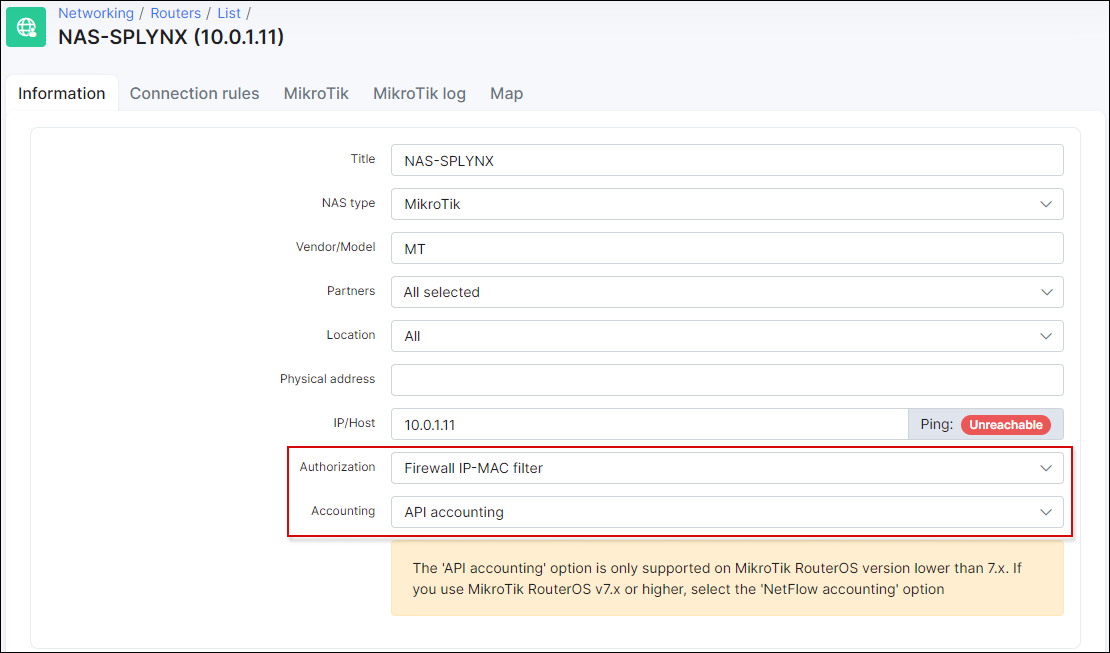 Networking / Routers / List /
NAS-SPLYNX (10.0.1.11)
Information Connection rules MikroTik MikroTik log Map
Title NAS-SPLYNX
NAS type MikroTik
Vendor/Model MT
Partners All selected
Location All
Physical address
IP/Host 10.0.1.11 Ping: Unreachable
Authorization Firewall IP-MAC filter
Accounting API accounting
The 'API accounting' option is only supported on MikroTik RouterOS version lower than 7.x. If
you use MikroTik RouterOS v7.x or higher, select the 'NetFlow accounting' option